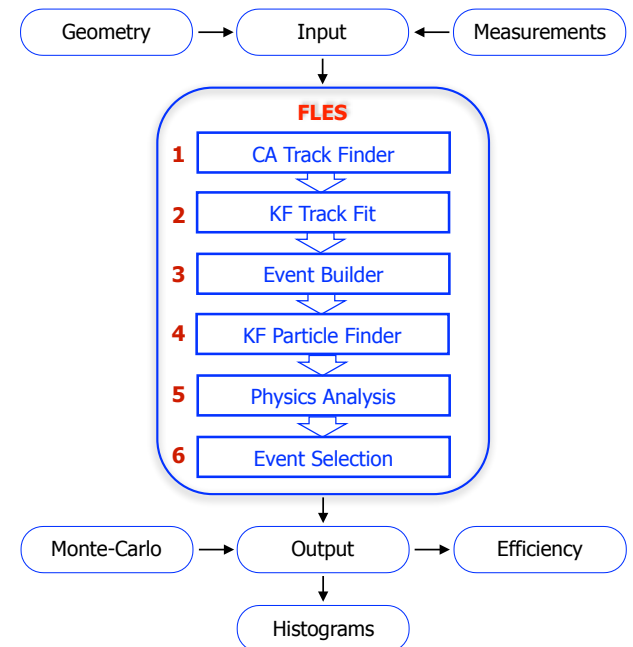 Geometry
Input
Measurements
FLES
1 CA Track Finder
2 KF Track Fit
3 Event Builder
4 KF Particle Finder
5 Physics Analysis
6 Event Selection
Monte-Carlo
Output
Efficiency
Histograms